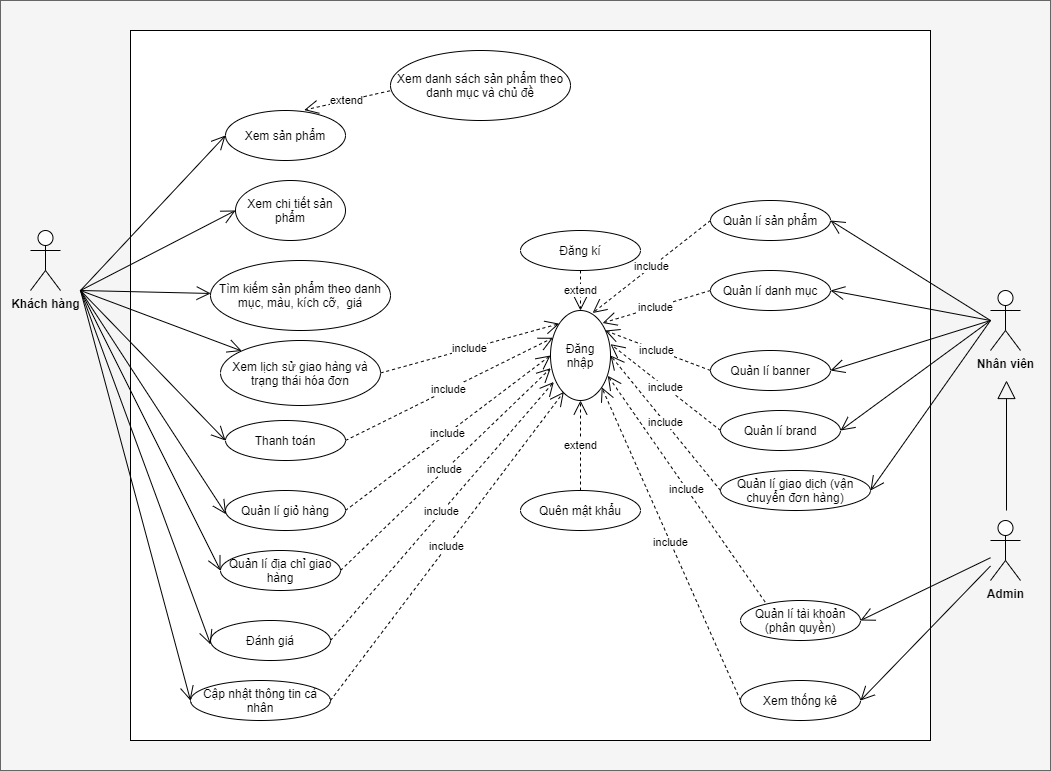 Xem danh sách sản phẩm theo
danh mục và chủ đề
extend
Xem sản phẩm
Xem chi tiết sản
phẩm
Quản lí sản phẩm
Đăng kí
include
Khách hàng
Tìm kiếm sản phẩm theo danh
mục, màu, kích cỡ,  giá
extend
Quản lí danh mục
include
Xem lịch sử giao hàng và
trạng thái hóa đơn
include
Đăng
nhập
include
Quản lí banner
Nhân viên
include
include
Thanh toán
include
include
extend
Quản lí brand
include
Quản lí giao dịch (vận
chuyển đơn hàng)
include
Quản lí giỏ hàng
include
Quên mật khẩu
include
include
Quản lí địa chỉ giao
hàng
Admin
Đánh giá
Quản lí tài khoản
(phân quyền)
Cập nhật thông tin cá
nhân
Xem thống kê